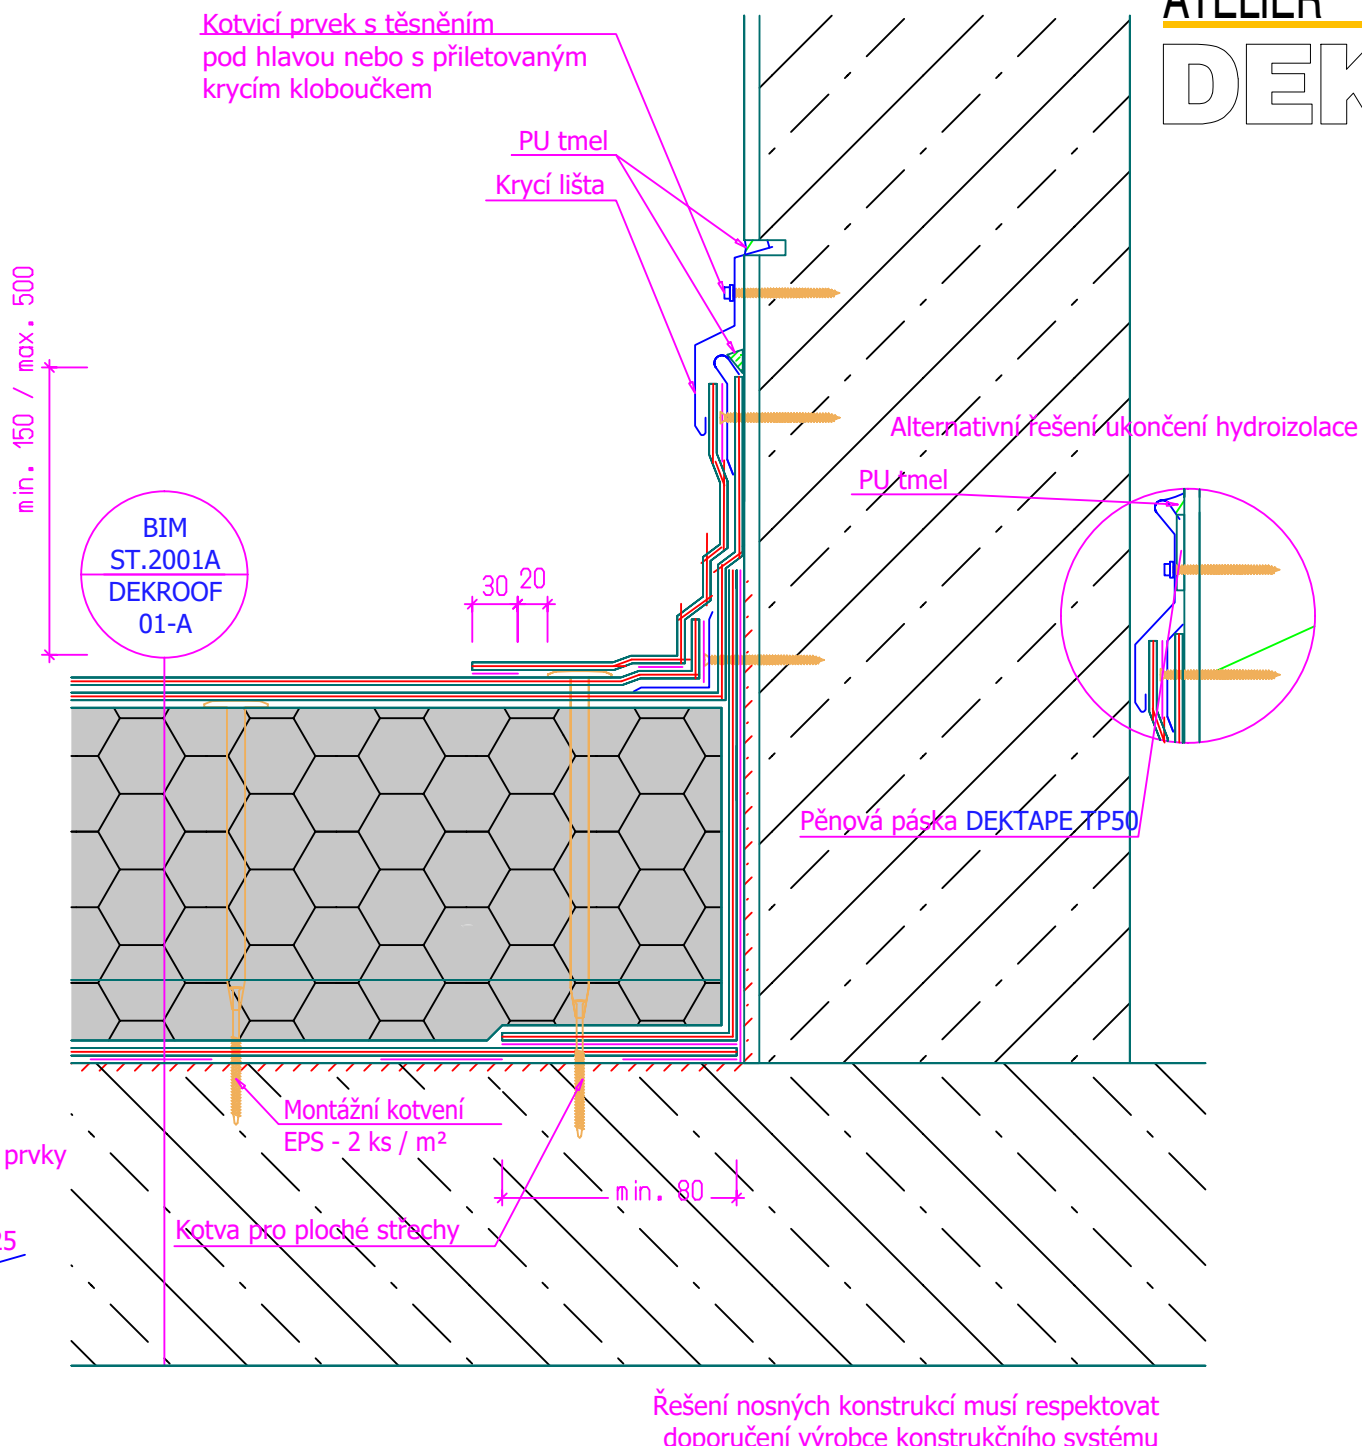 ATELIER
DEK
Kotvicí prvek s těsněním
pod hlavou nebo s přiletovaným
krycím kloboučkem
PU tmel
Krycí lišta
min. 150 / max. 500
Alternativní řešení ukončení hydroizolace
PU tmel
BIM
ST.2001A
DEKROOF
01-A
30 20
Pěnová páska DEKTAPE TP50
Montážní kotvení
EPS - 2 ks / m²
prvky
min. 80
Kotva pro ploché střechy
25
Řešení nosných konstrukcí musí respektovat
doporučení výrobce konstrukčního systému